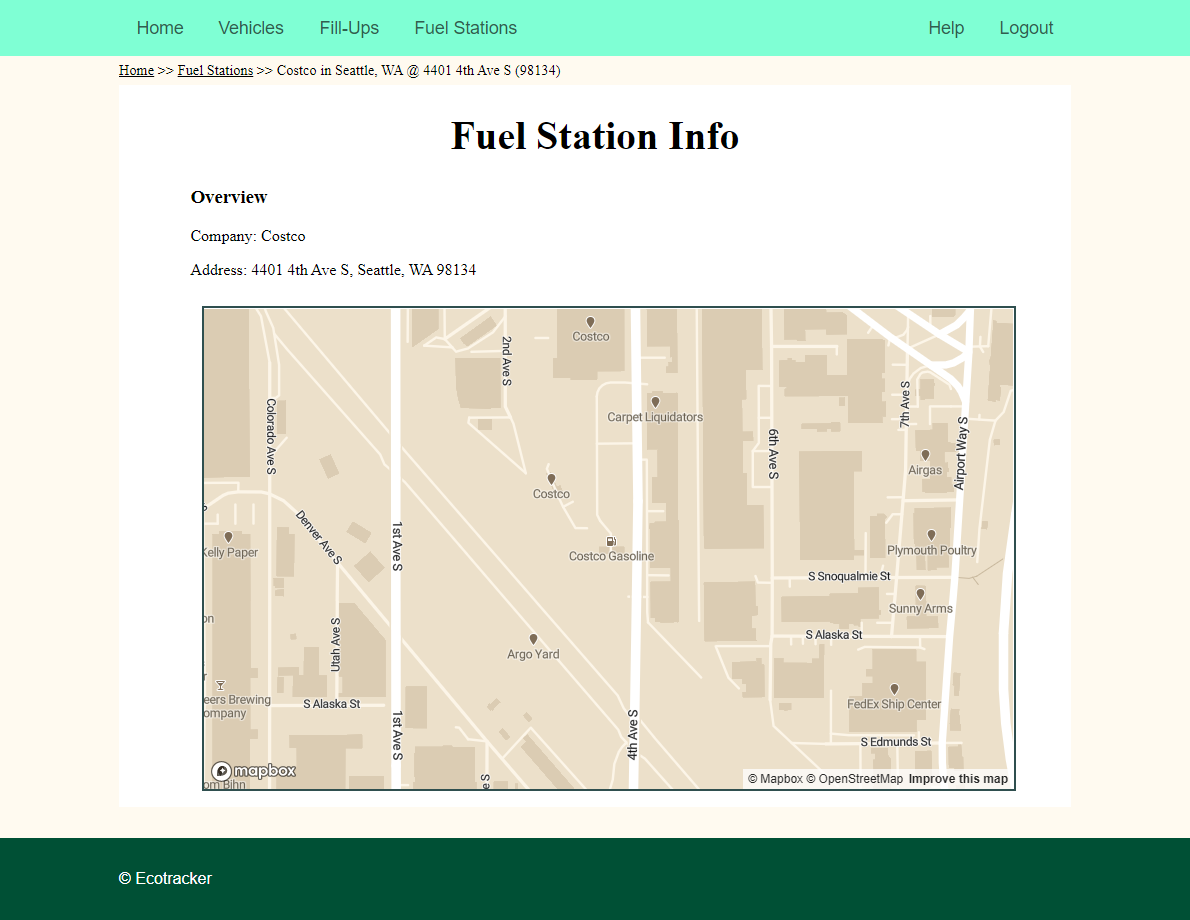 Home Vehicles Fill-Ups Fuel Stations Help Logout
Home >> Fuel Stations >> Costco in Seattle, WA @ 4401 4th Ave S (98134)
Fuel Station Info
Overview
Company: Costco
Address: 4401 4th Ave S, Seattle, WA 98134
Costco
2nd Ave S
Carpet Liquidators
7th Ave S
Colorado Ave S
Airport Way S
6th Ave S
Airgas
Costco
Denver Ave S
1st Ave S
Kelly Paper
Costco Gasoline
Plymouth Poultry
S Snoqualmie St
Sunny Arms
on
Utah Ave S
S Alaska St
Argo Yard
eers Brewing
ompany
S Alaska St
FedEx Ship Center
1st Ave S
4th Ave S
S Edmunds St
mapbox
om Bihn
e S
© Mapbox © OpenStreetMap Improve this map
© Ecotracker